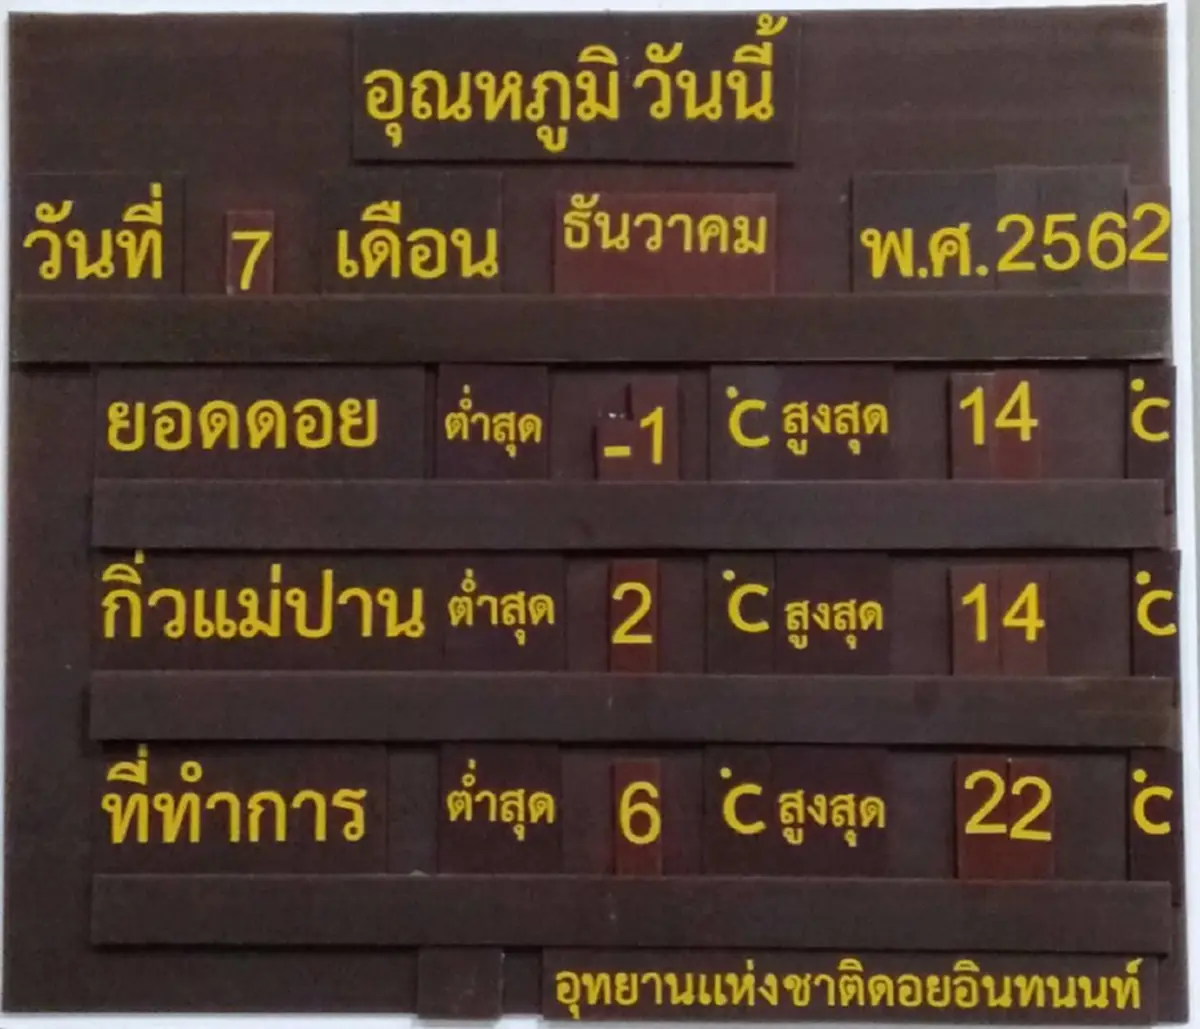 อุณหภูมิ วันนี้
วันที่ 7 เดือน ธันวาคม พ.ศ. 2562
ยอดดอย ต่ำสุด -1 °C สูงสุด 14 °C
กิ่วแม่ปาน ต่ำสุด 2 °C สูงสุด 14 °C
ที่ทำการ ต่ำสุด 6 °C สูงสุด 22 °C
อุทยานแห่งชาติดอยอินทนนท์